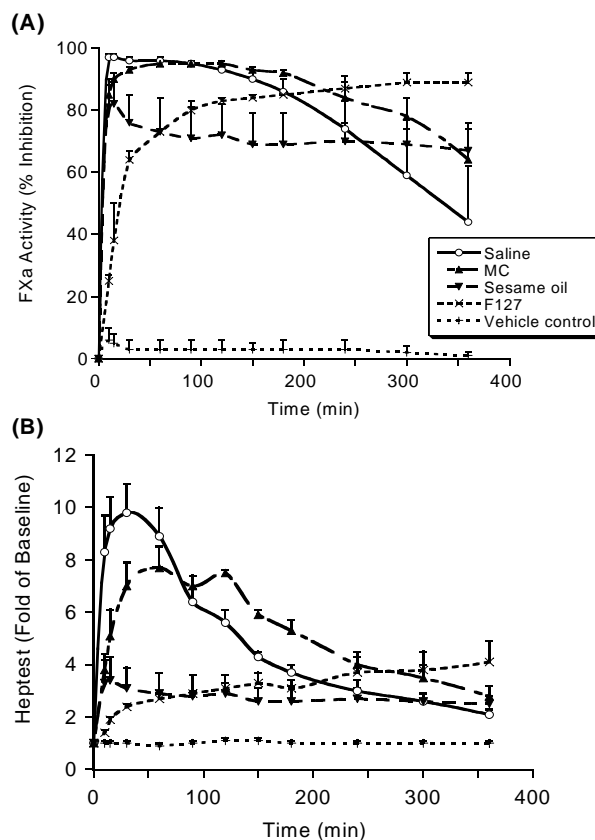 (A)
FXa Activity (% Inhibition)
100
80
60
40
20
0
Saline
MC
Sesame oil
F127
Vehicle control
0 100 200 300 400
Time (min)
(B)
Heptest (Fold of Baseline)
12
10
8
6
4
2
0
0 100 200 300 400
Time (min)